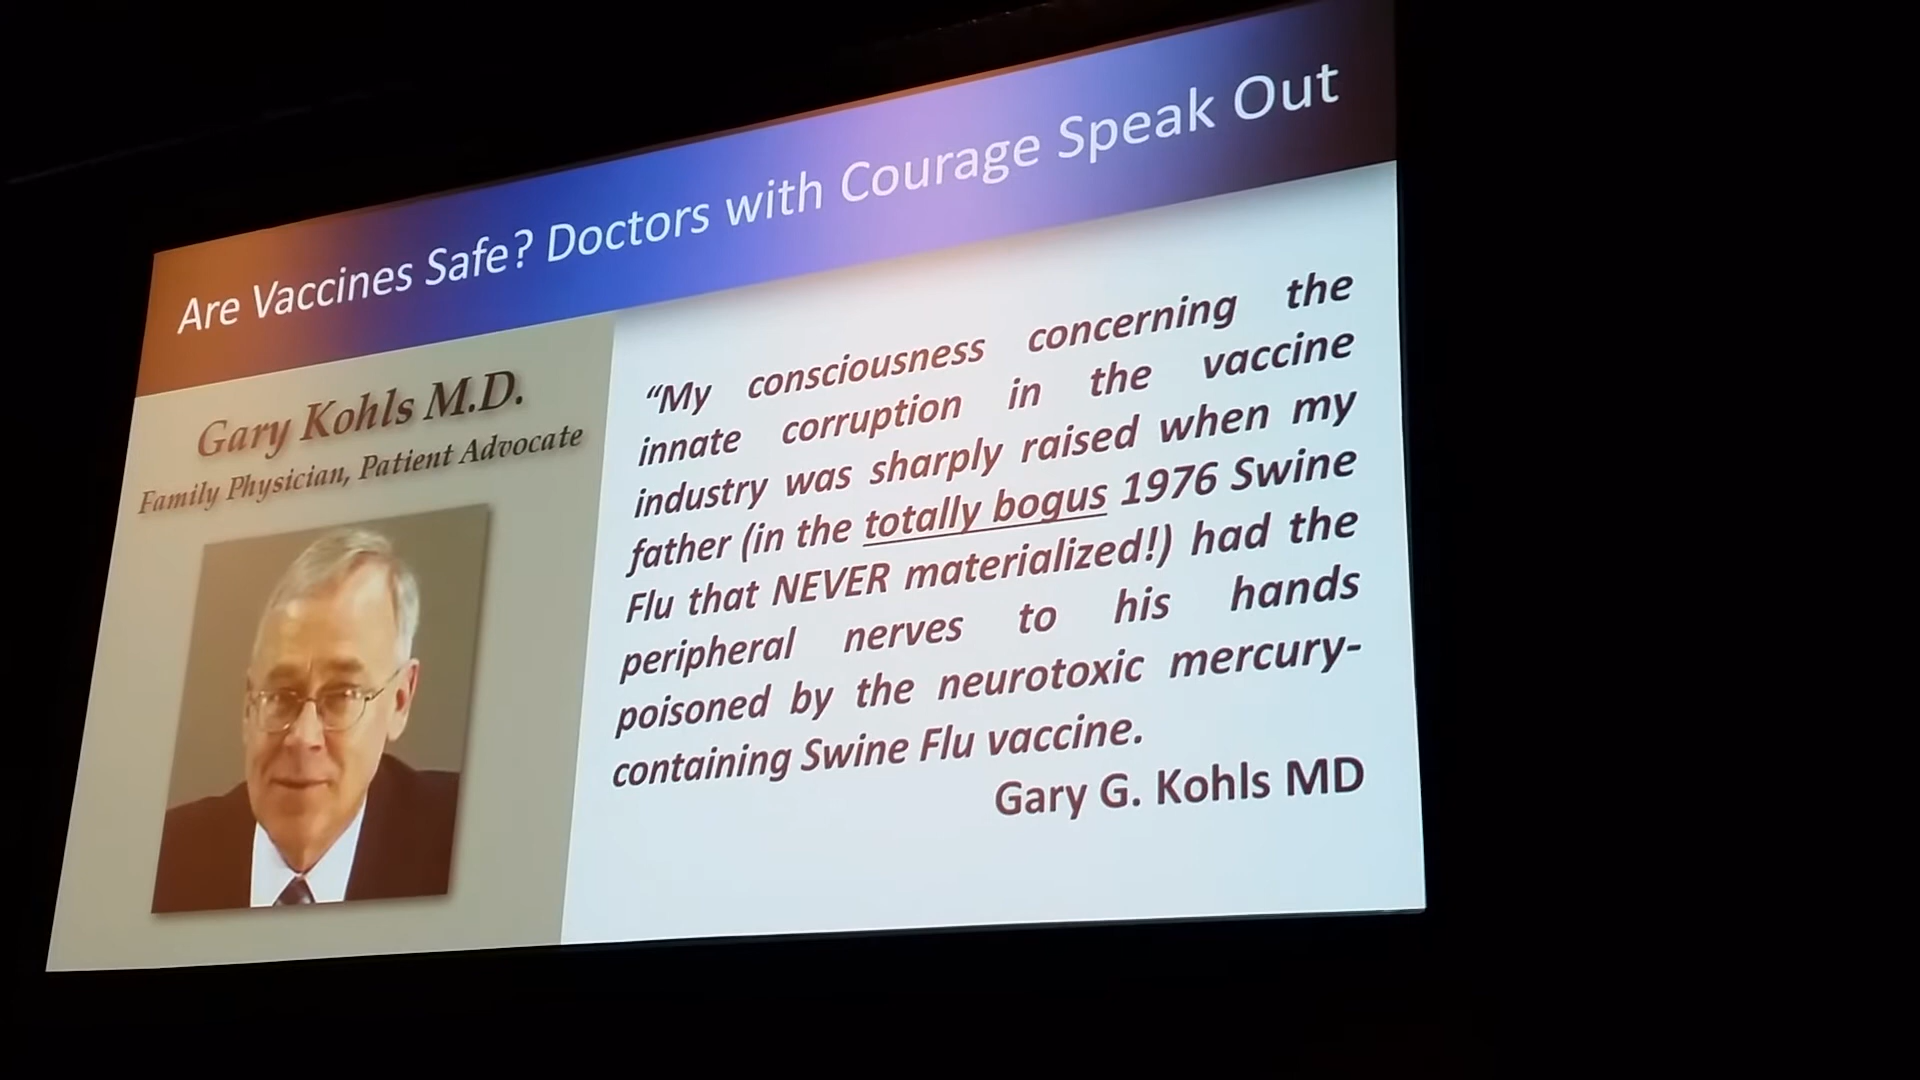 Are Vaccines Safe? Doctors with Courage Speak Out
Gary Kohls M.D.
Family Physician, Patient Advocate
“My consciousness concerning the
innate corruption in the vaccine
industry was sharply raised when my
father (in the totally bogus 1976 Swine
Flu that NEVER materialized!) had the
peripheral nerves to his hands
poisoned by the neurotoxic mercury-
containing Swine Flu vaccine.
Gary G. Kohls MD